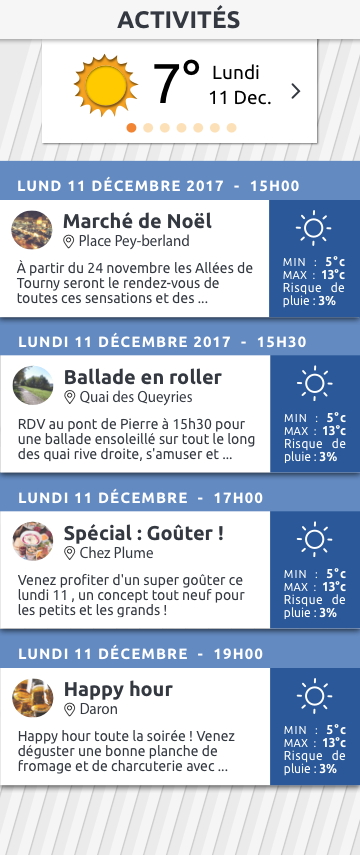 ACTIVITÉS
7° Lundi
11 Dec.
LUND 11 DÉCEMBRE 2017 - 15H00
Marché de Noël
Place Pey-berland
À partir du 24 novembre les Allées de
Tourny seront le rendez-vous de
toutes ces sensations et des ...
MIN : 5°c
MAX : 13°c
Risque de
pluie : 3%
LUNDI 11 DÉCEMBRE 2017 - 15H30
Ballade en roller
Quai des Queyries
RDV au pont de Pierre à 15h30 pour
une ballade ensoleillé sur tout le long
des quai rive droite, s'amuser et ...
MIN : 5°c
MAX : 13°c
Risque de
pluie : 3%
LUNDI 11 DÉCEMBRE - 17H00
Spécial : Goûter !
Chez Plume
Venez profiter d'un super goûter ce
lundi 11 , un concept tout neuf pour
les petits et les grands !
MIN : 5°c
MAX : 13°c
Risque de
pluie : 3%
LUNDI 11 DÉCEMBRE - 19H00
Happy hour
Daron
Happy hour toute la soirée ! Venez
déguster une bonne planche de
fromage et de charcuterie avec ...
MIN : 5°c
MAX : 13°c
Risque de
pluie : 3%